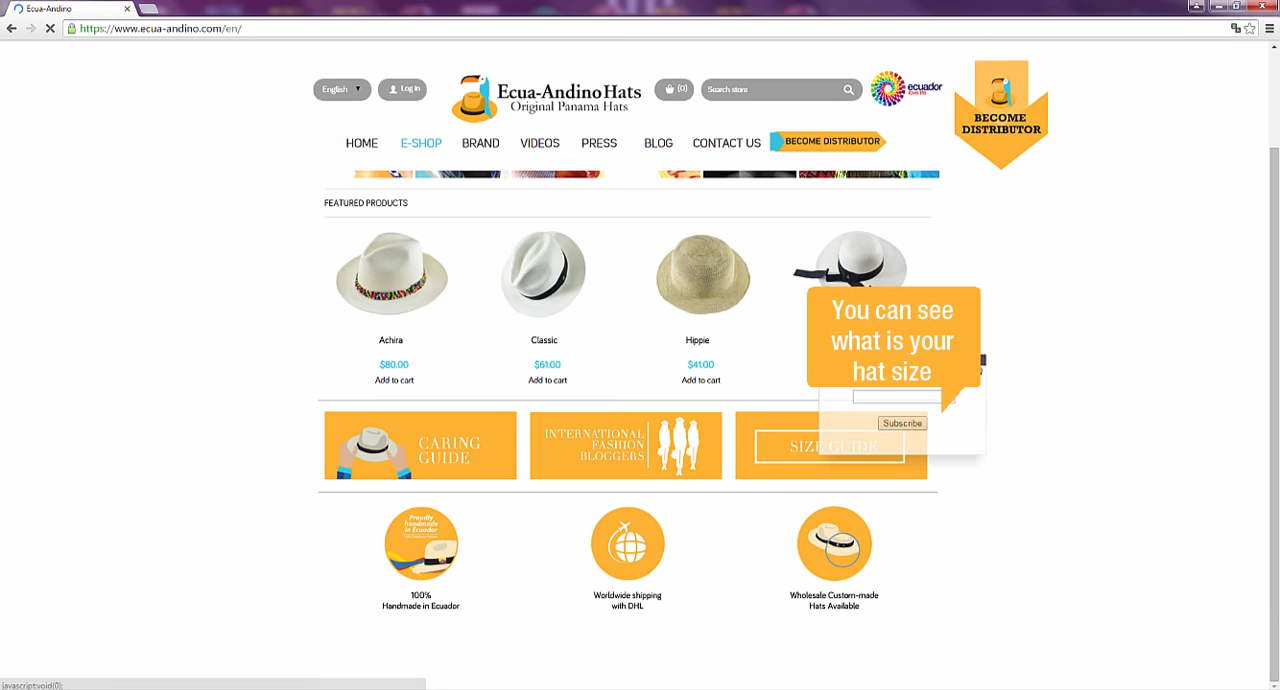 Ecua-Andino
https://www.ecua-andino.com/en/
English
Log in
Ecua-Andino Hats
Original Panama Hats
(0)
Search store
ecuador
love life
BECOME
DISTRIBUTOR
HOME
E-SHOP
BRAND
VIDEOS
PRESS
BLOG
CONTACT US
BECOME DISTRIBUTOR
FEATURED PRODUCTS
Achira
Classic
Hippie
$80.00
$61.00
$41.00
Add to cart
Add to cart
Add to cart
You can see
what is your
hat size
Subscribe
CARING
GUIDE
INTERNATIONAL
FASHION
BLOGGERS
SIZE GUIDE
Proudly
handmade
in Ecuador
100%
Handmade in Ecuador
Worldwide shipping
with DHL
Wholesale Custom-made
Hats Available
javascript:void(0);